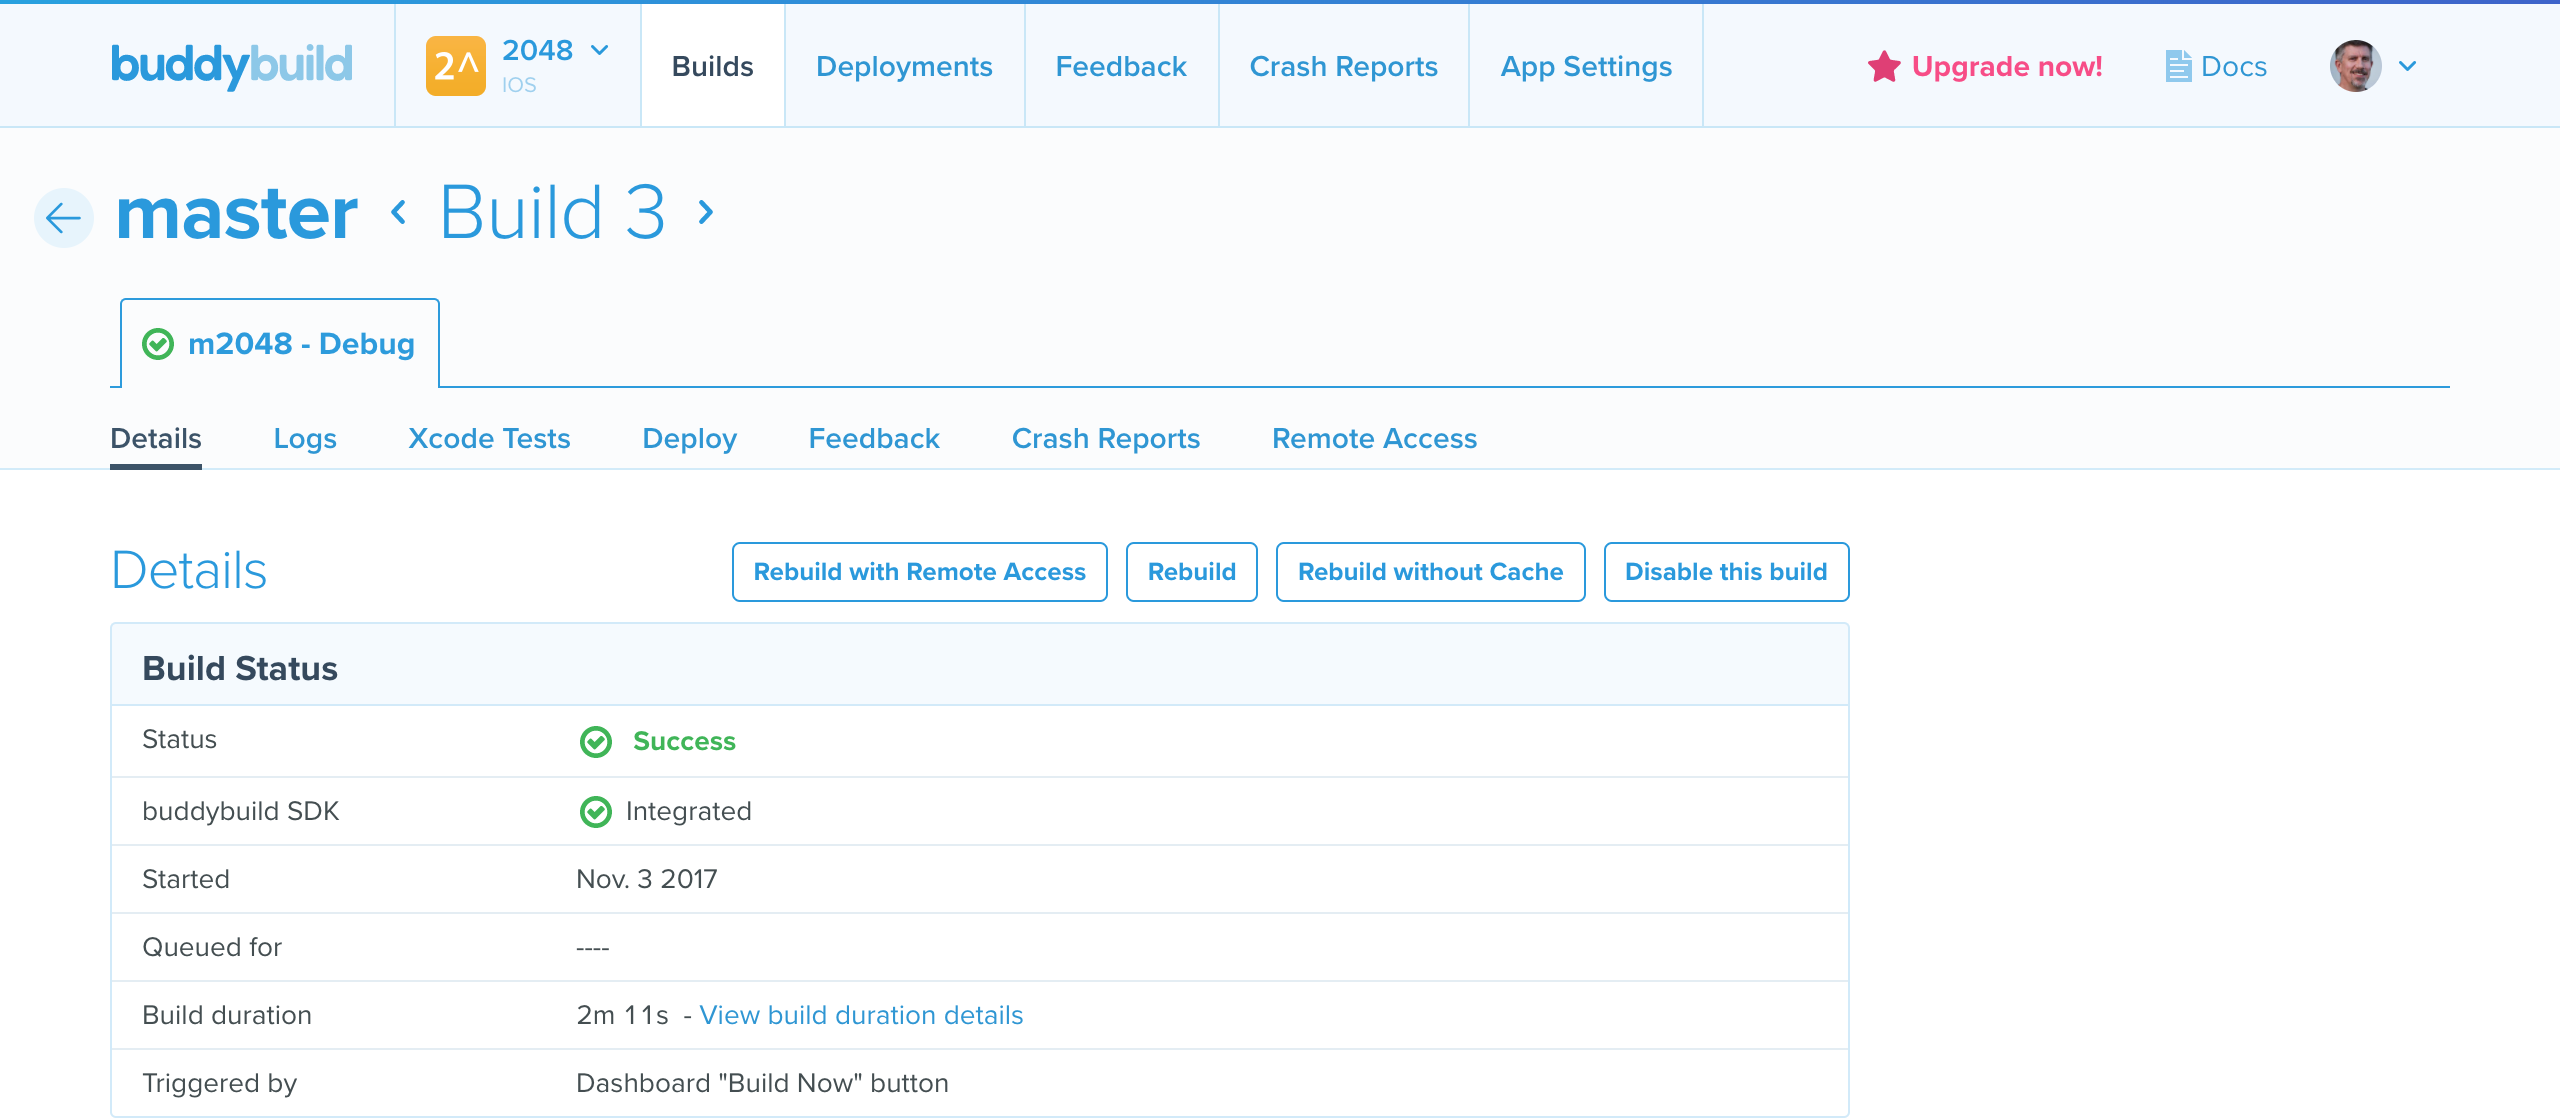 buddybuild
2^
2048
IOS
Builds
Deployments
Feedback
Crash Reports
App Settings
Upgrade now!
Docs
master ‹ Build 3 ›
m2048 - Debug
Details
Logs
Xcode Tests
Deploy
Feedback
Crash Reports
Remote Access
Details
Rebuild with Remote Access
Rebuild
Rebuild without Cache
Disable this build
Build Status
Status Success
buddybuild SDK Integrated
Started Nov. 3 2017
Queued for ----
Build duration 2m 11s - View build duration details
Triggered by Dashboard "Build Now" button